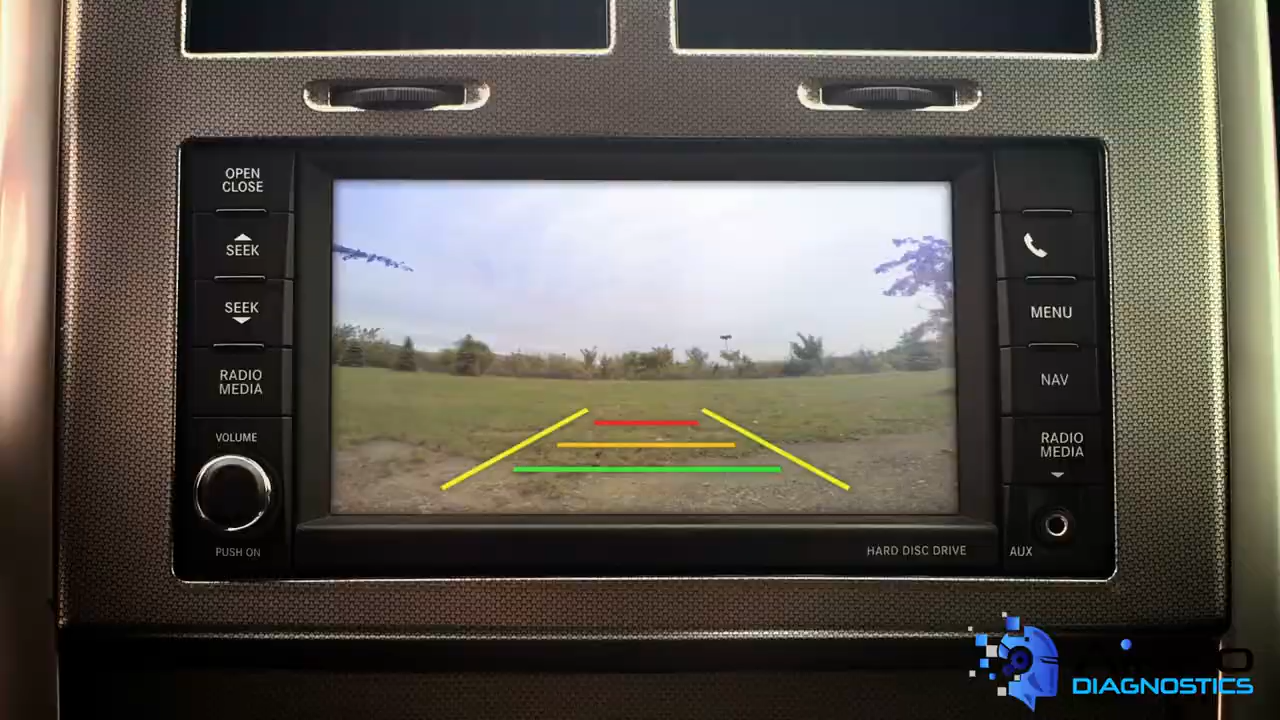 OPEN
CLOSE
SEEK
SEEK
RADIO
MEDIA
VOLUME
PUSH ON
MENU
NAV
RADIO
MEDIA
HARD DISC DRIVE
AUX
DIAGNOSTICS